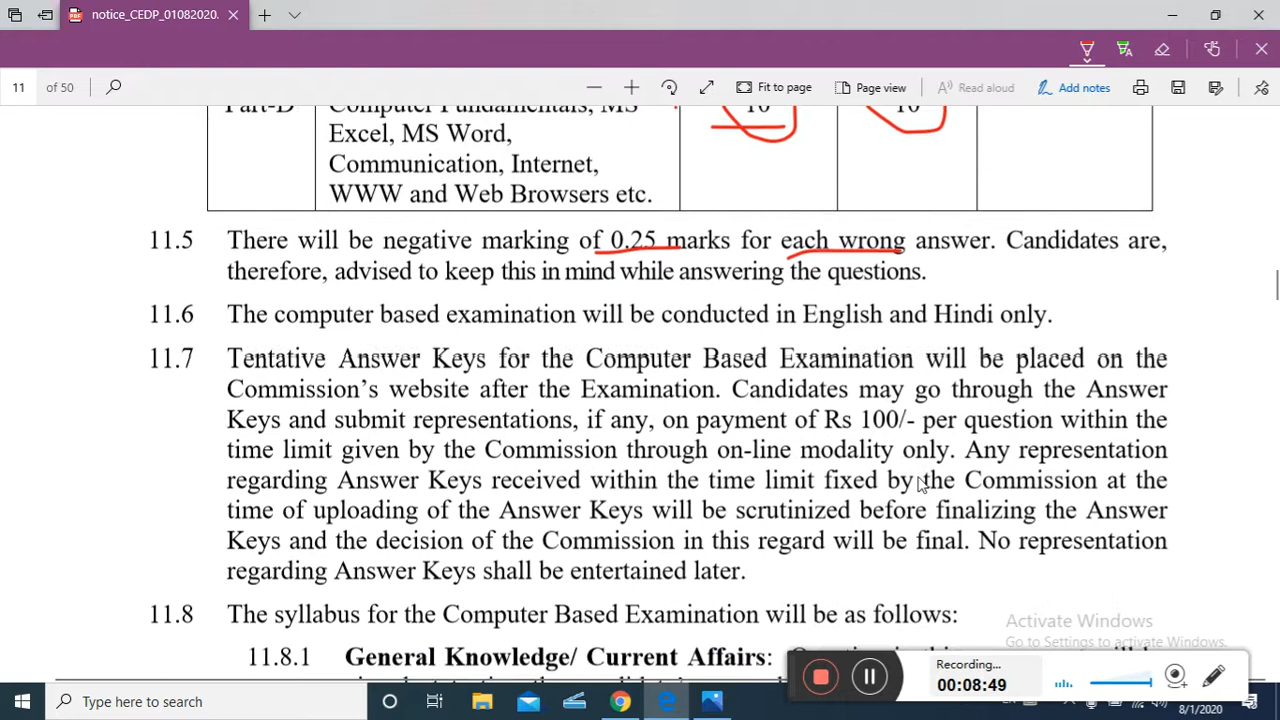 notice_CEDP_01082020.
11 of 50
Fit to page
Page view
Read aloud
Add notes
Part-D Computer Fundamentals, MS 10 10
Excel, MS Word,
Communication, Internet,
WWW and Web Browsers etc.
11.5 There will be negative marking of 0.25 marks for each wrong answer. Candidates are,
therefore, advised to keep this in mind while answering the questions.
11.6 The computer based examination will be conducted in English and Hindi only.
11.7 Tentative Answer Keys for the Computer Based Examination will be placed on the
Commission's website after the Examination. Candidates may go through the Answer
Keys and submit representations, if any, on payment of Rs 100/- per question within the
time limit given by the Commission through on-line modality only. Any representation
regarding Answer Keys received within the time limit fixed by the Commission at the
time of uploading of the Answer Keys will be scrutinized before finalizing the Answer
Keys and the decision of the Commission in this regard will be final. No representation
regarding Answer Keys shall be entertained later.
11.8 The syllabus for the Computer Based Examination will be as follows:
11.8.1 General Knowledge/ Current Affairs:
Activate Windows
Go to Settings to activate Windows.
Recording...
00:08:49
Type here to search
8/1/2020